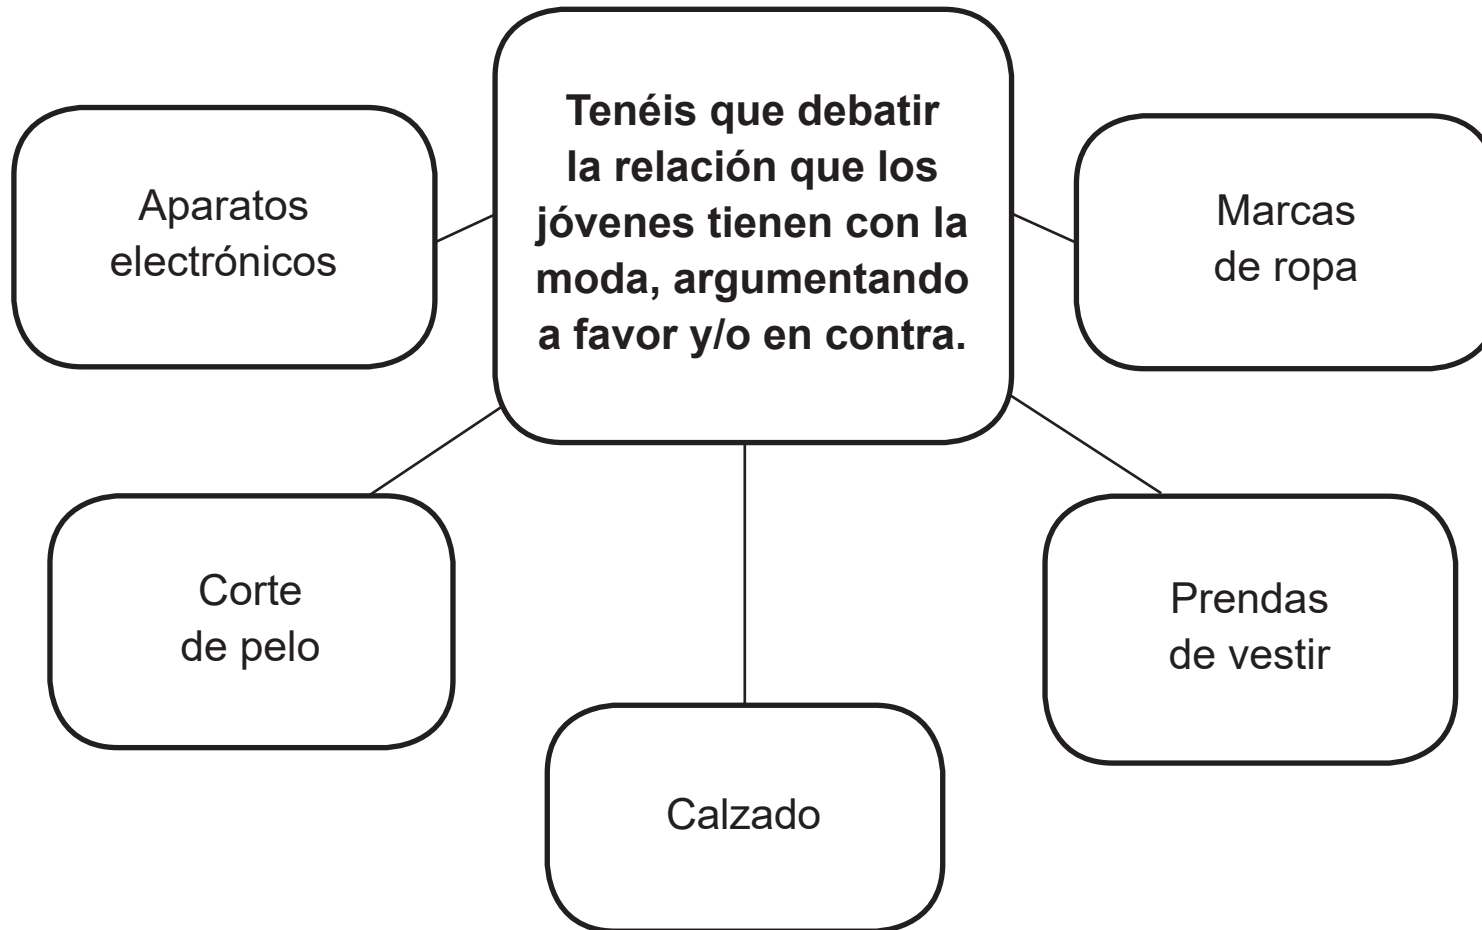 Tenéis que debatir
la relación que los
jóvenes tienen con la
moda, argumentando
a favor y/o en contra.
Aparatos
electrónicos
Marcas
de ropa
Corte
de pelo
Prendas
de vestir
Calzado